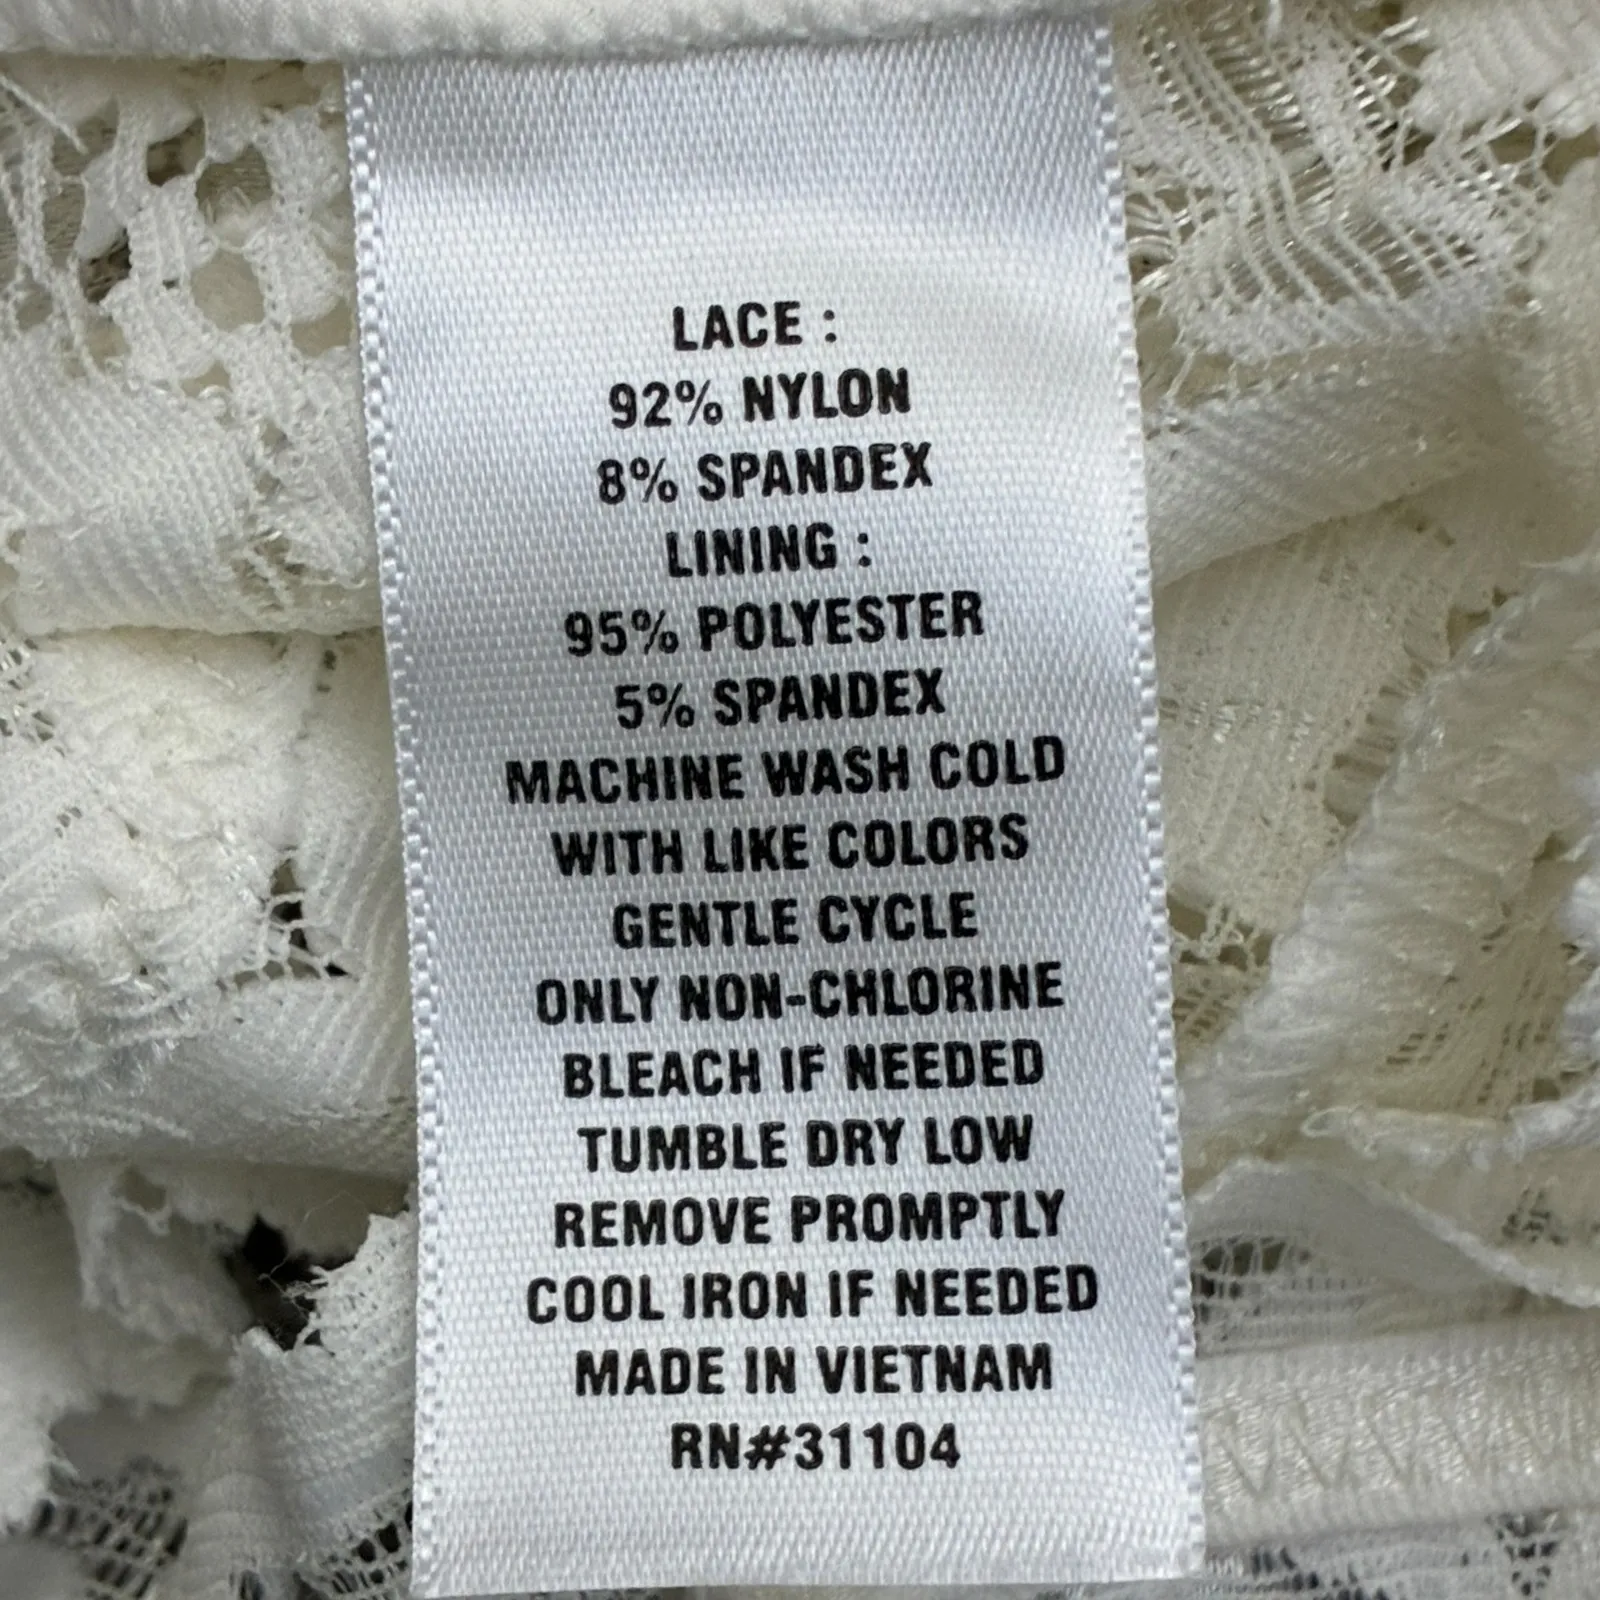 LACE :
92% NYLON
8% SPANDEX
LINING :
95% POLYESTER
5% SPANDEX
MACHINE WASH COLD
WITH LIKE COLORS
GENTLE CYCLE
ONLY NON-CHLORINE
BLEACH IF NEEDED
TUMBLE DRY LOW
REMOVE PROMPTLY
COOL IRON IF NEEDED
MADE IN VIETNAM
RN#31104